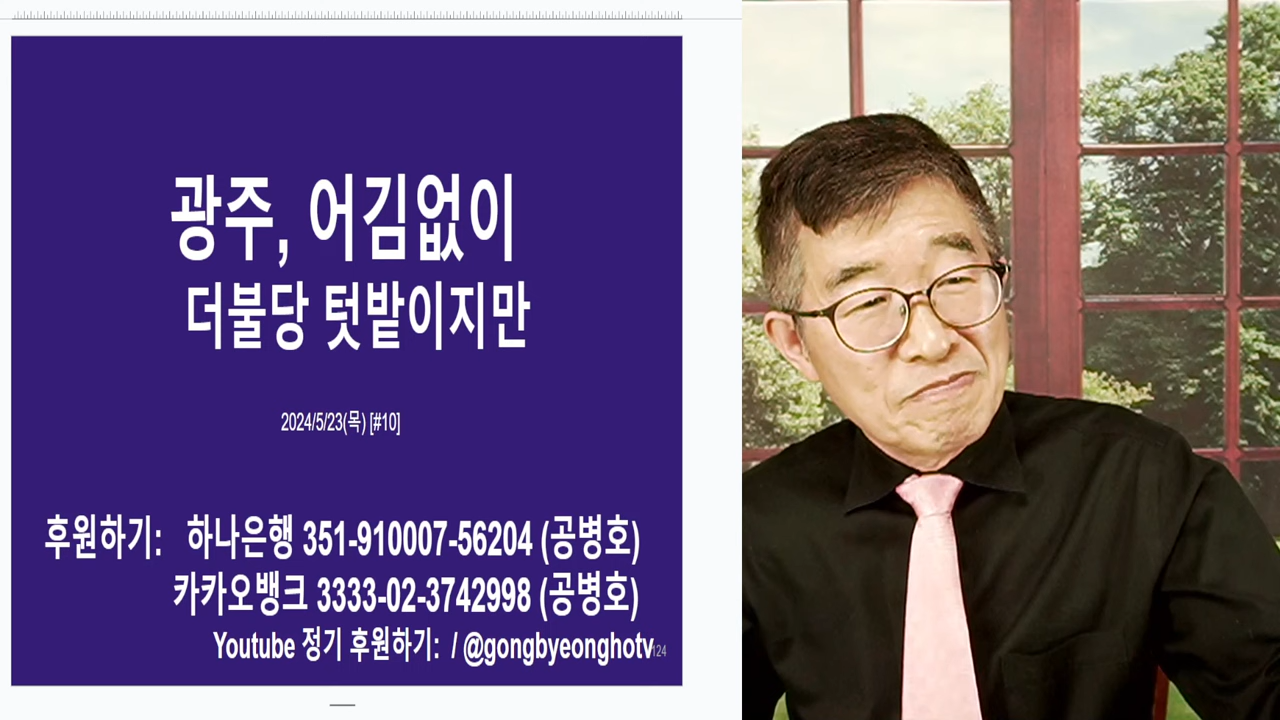 광주, 어김없이
더불당 텃밭이지만
2024/5/23(목) [#10]
후원하기: 하나은행 351-910007-56204 (공병호)
카카오뱅크 3333-02-3742998 (공병호)
Youtube 정기 후원하기: / @gongbyeonghotv
124